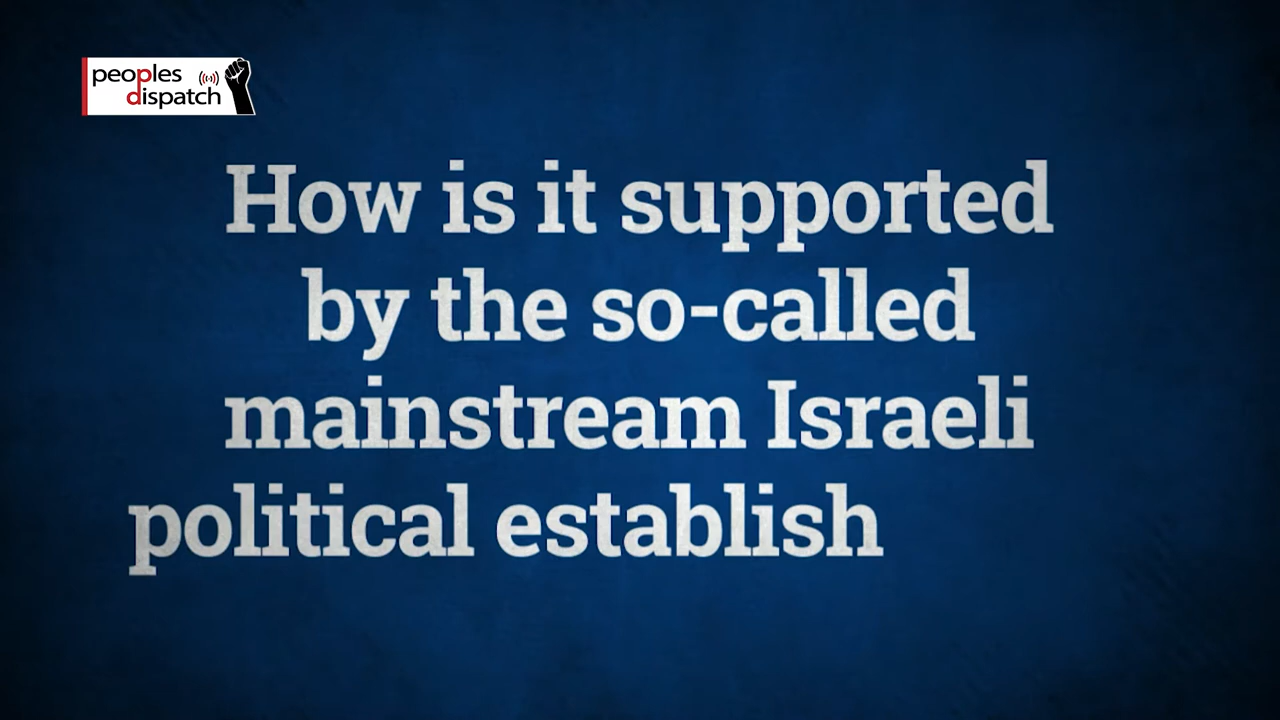 peoples
dispatch
How is it supported
by the so-called
mainstream Israeli
political establish